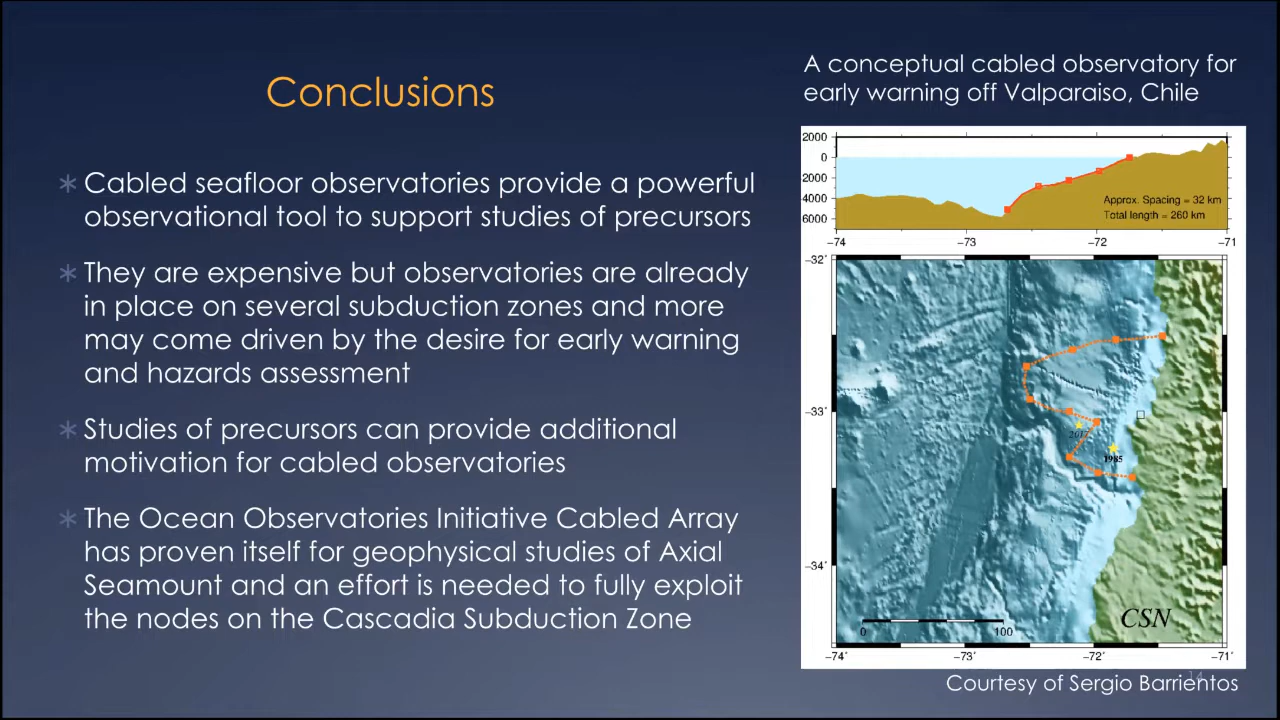 Conclusions
A conceptual cabled observatory for
early warning off Valparaiso, Chile
* Cabled seafloor observatories provide a powerful
observational tool to support studies of precursors
* They are expensive but observatories are already
in place on several subduction zones and more
may come driven by the desire for early warning
and hazards assessment
* Studies of precursors can provide additional
motivation for cabled observatories
* The Ocean Observatories Initiative Cabled Array
has proven itself for geophysical studies of Axial
Seamount and an effort is needed to fully exploit
the nodes on the Cascadia Subduction Zone
2000
0
2000
4000
6000
Approx. Spacing = 32 km
Total length = 260 km
−74 −73 −72 −71
−32˚
−33˚
−34˚
2017
1985
CSN
0 100
−74˚ −73˚ −72˚ −71˚
14
Courtesy of Sergio Barrientos